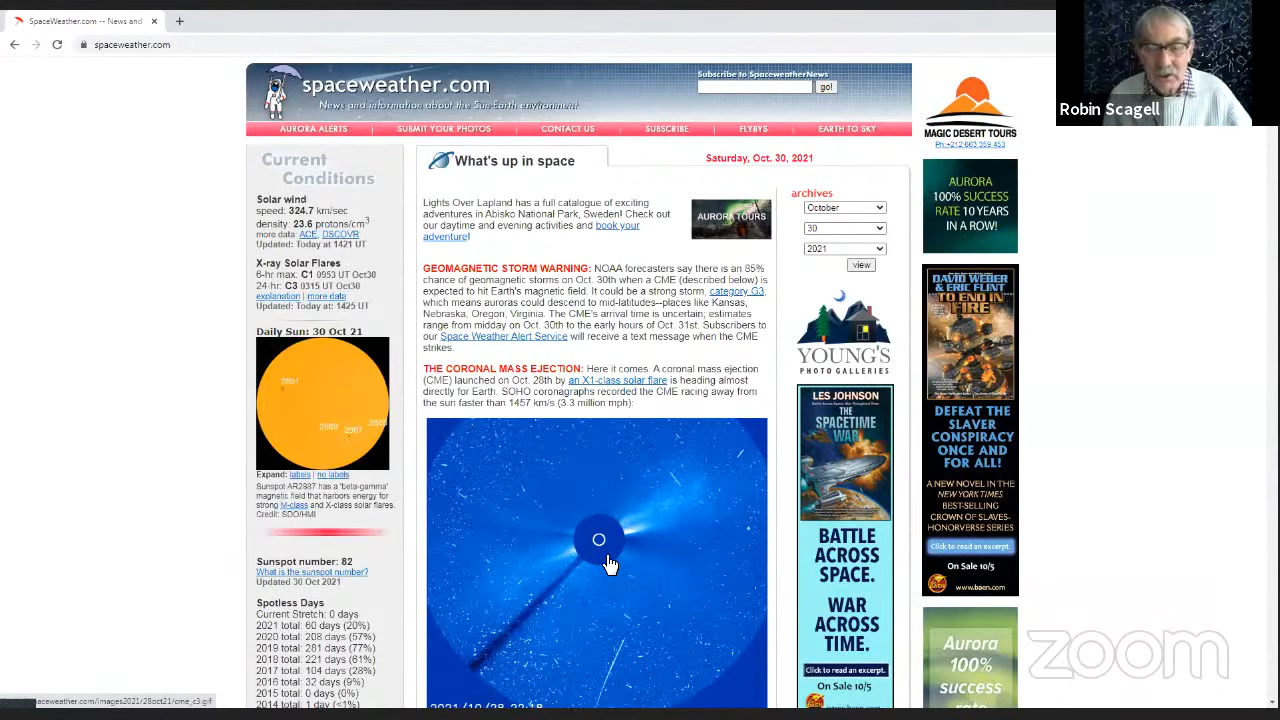 SpaceWeather.com -- News and
spaceweather.com
spaceweather.com
News and information about the Sun-Earth environment
Subscribe to SpaceweatherNews
go!
AURORA ALERTS
SUBMIT YOUR PHOTOS
CONTACT US
SUBSCRIBE
FLYBYS
EARTH TO SKY
Current
Conditions
Solar wind
speed: 324.7 km/sec
density: 23.6 protons/cm3
more data: ACE, DSCOVR
Updated: Today at 1421 UT
X-ray Solar Flares
6-hr max: C1 0953 UT Oct30
24-hr: C3 0315 UT Oct30
explanation | more data
Updated: Today at: 1425 UT
Daily Sun: 30 Oct 21
2891
2887
Expand: labels | no labels
Sunspot AR2887 has a 'beta-gamma'
magnetic field that harbors energy for
strong M-class and X-class solar flares.
Credit: SDO/HMI
Sunspot number: 82
What is the sunspot number?
Updated 30 Oct 2021
Spotless Days
Current Stretch: 0 days
2021 total: 60 days (20%)
2020 total: 208 days (57%)
2019 total: 281 days (77%)
2018 total: 221 days (61%)
2017 total: 104 days (28%)
2016 total: 32 days (9%)
2015 total: 0 days (0%)
2014 total: 1 day (<1%)
spaceweather.com/images2021/28oct21/cme_c3.gif
What's up in space
Saturday, Oct. 30, 2021
Lights Over Lapland has a full catalogue of exciting
adventures in Abisko National Park, Sweden! Check out
our daytime and evening activities and book your
adventure!
AURORA TOURS
GEOMAGNETIC STORM WARNING: NOAA forecasters say there is an 85%
chance of geomagnetic storms on Oct. 30th when a CME (described below) is
expected to hit Earth's magnetic field. It could be a strong storm, category G3,
which means auroras could descend to mid-latitudes--places like Kansas,
Nebraska, Oregon, Virginia. The CME's arrival time is uncertain; estimates
range from midday on Oct. 30th to the early hours of Oct. 31st. Subscribers to
our Space Weather Alert Service will receive a text message when the CME
strikes.
THE CORONAL MASS EJECTION: Here it comes. A coronal mass ejection
(CME) launched on Oct. 28th by an X1-class solar flare is heading almost
directly for Earth. SOHO coronagraphs recorded the CME racing away from
the sun faster than 1457 km/s (3.3 million mph):
2021/10/28 22:18
archives
October
30
2021
view
YOUNG'S
PHOTO GALLERIES
LES JOHNSON
THE
SPACETIME
WAR
BATTLE
ACROSS
SPACE.
WAR
ACROSS
TIME.
Click to read an excerpt.
On Sale 10/5
www.baen.com
MAGIC DESERT TOURS
Ph:+212 663 359 453
AURORA
100% SUCCESS
RATE 10 YEARS
IN A ROW!
DAVID WEBER
& ERIC FLINT
TO END IN
FIRE
DEFEAT THE
SLAVER
CONSPIRACY
ONCE AND
FOR ALL!
A NEW NOVEL IN THE
NEW YORK TIMES
BEST-SELLING
CROWN OF SLAVES-
HONORVERSE SERIES
Click to read an excerpt.
On Sale 10/5
www.baen.com
Aurora
100%
success
rate
Robin Scagell
zoom